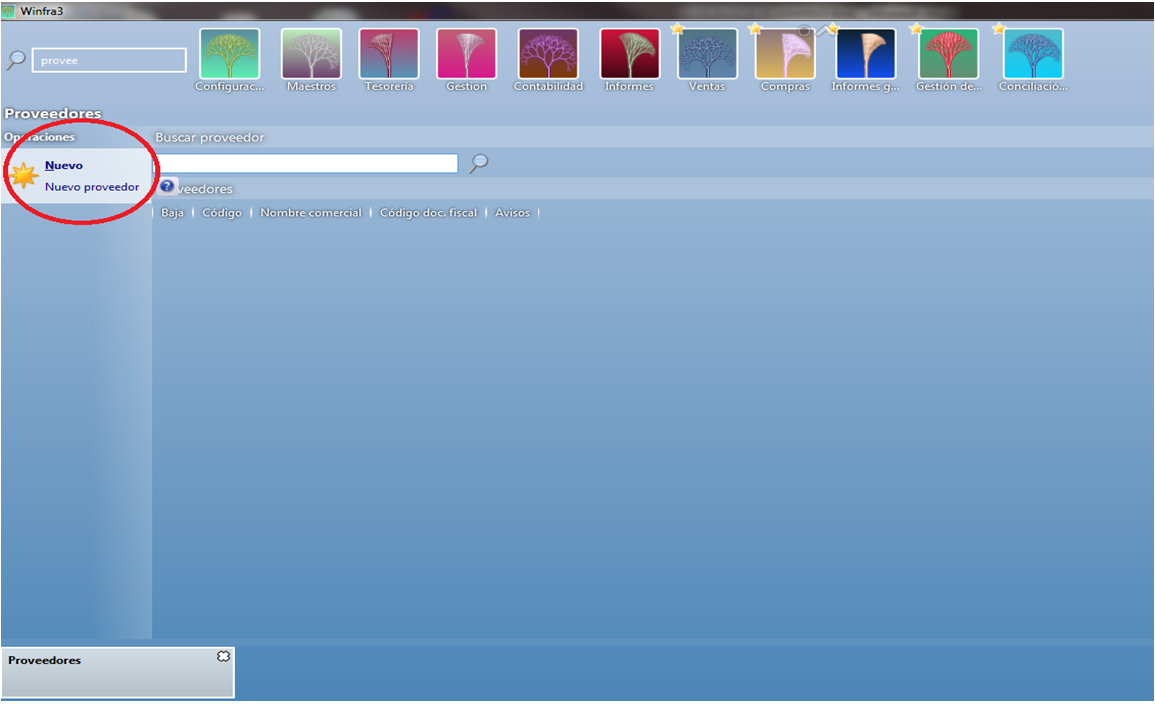 Winfra3
provee
Configurac...
Maestros
Tesorería
Gestion
Contabilidad
Informes
Ventas
Compras
Informes g...
Gestión de...
Conciliació...
Proveedores
Operaciones
Buscar proveedor
Nuevo
Nuevo proveedor
veedores
Baja
Código
Nombre comercial
Código doc. fiscal
Avisos
Proveedores